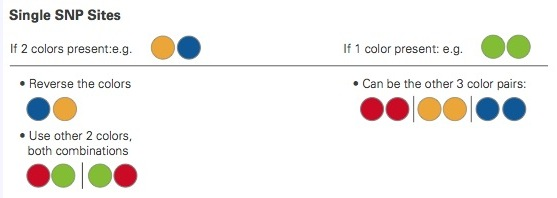 Single SNP Sites
If 2 colors present:e.g.
If 1 color present: e.g.
• Reverse the colors
• Use other 2 colors,
both combinations
• Can be the other 3 color pairs: